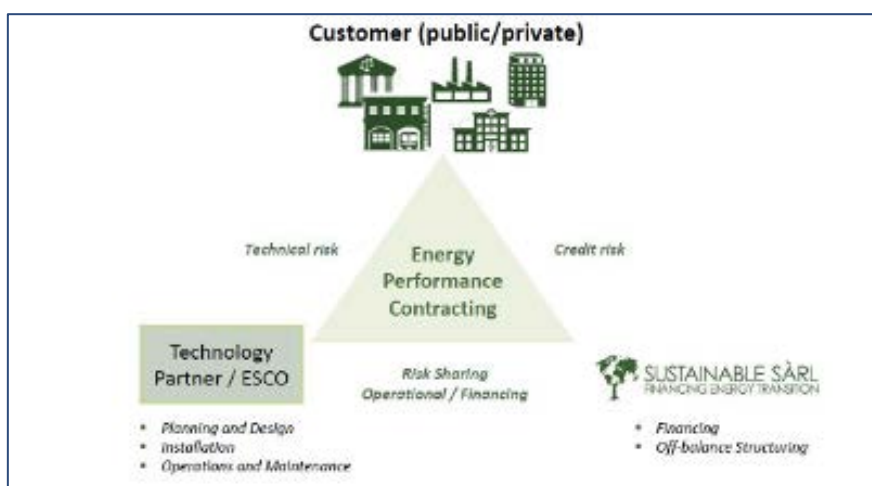 Customer (public/private)
Technical risk
Credit risk
Energy
Performance
Contracting
Technology
Partner / ESCO
Risk Sharing
Operational / Financing
SUSTAINABLE SÀRL
FINANCING ENERGY TRANSITION
• Planning and Design
• Installation
• Operations and Maintenance
• Financing
• Off-balance Structuring